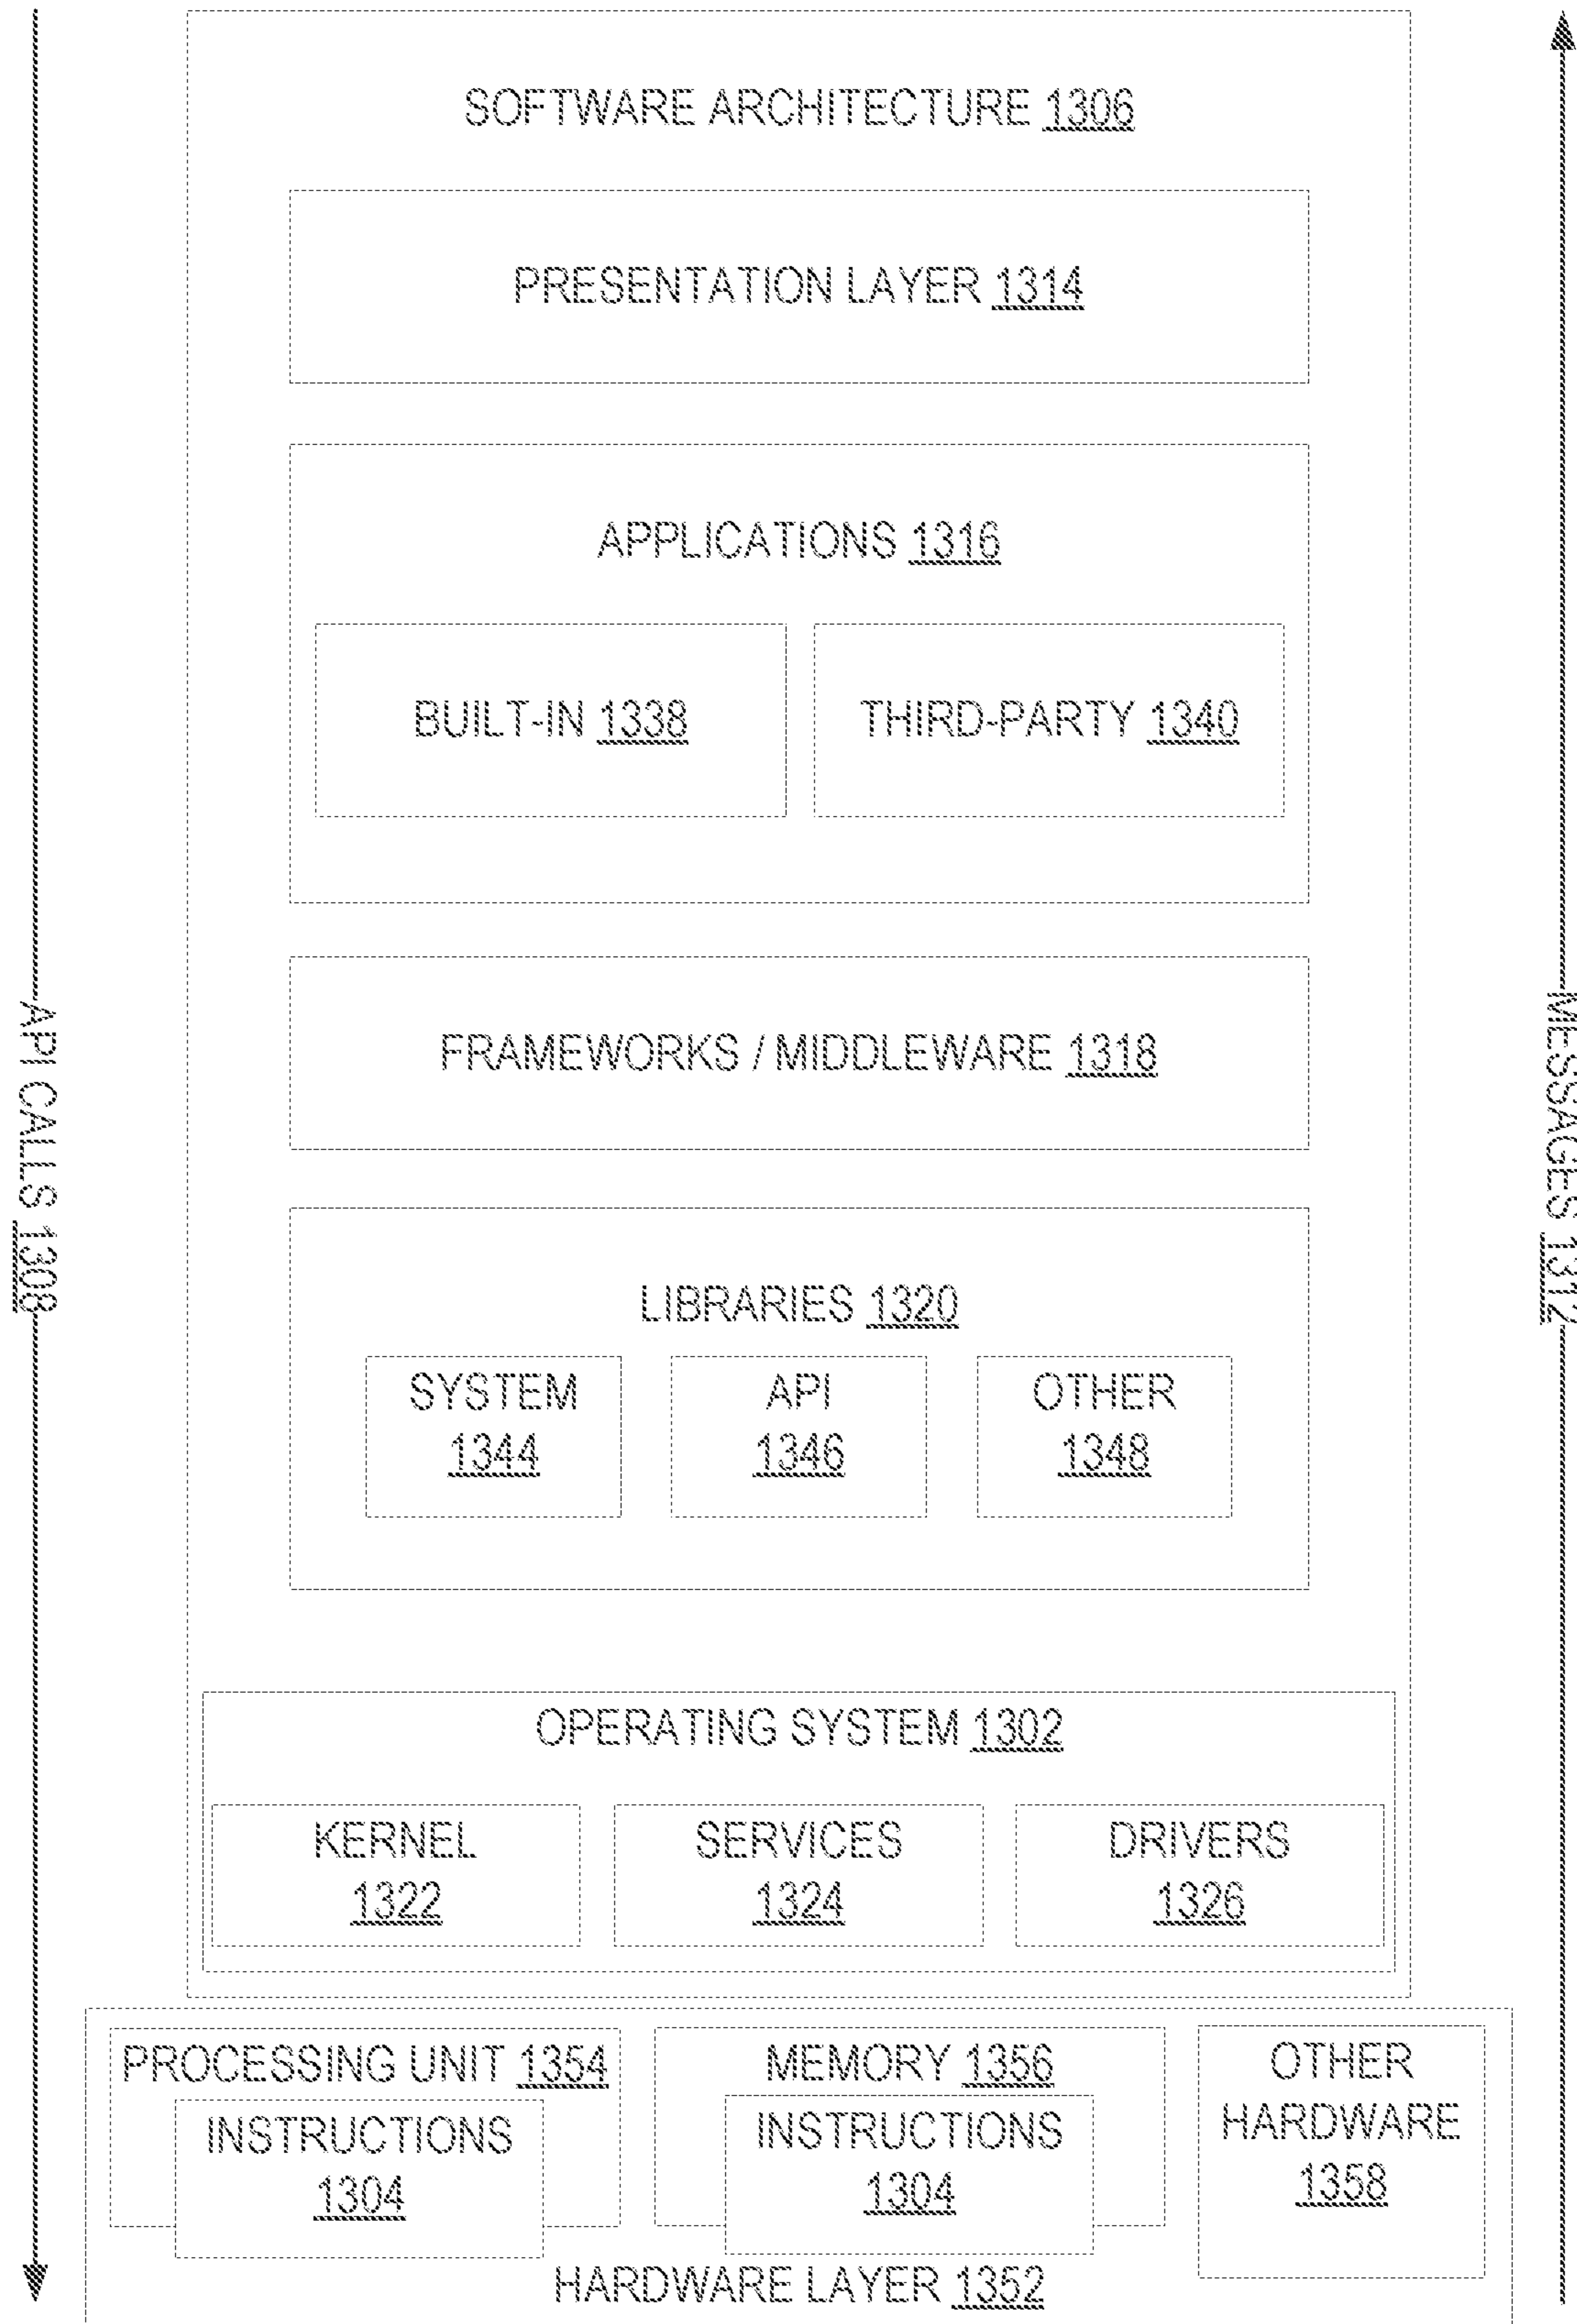 SOFTWARE ARCHITECTURE 1306
PRESENTATION LAYER 1314
APPLICATIONS 1316
BUILT-IN 1338
THIRD-PARTY 1340
FRAMEWORKS / MIDDLEWARE 1318
API CALLS 1308
MESSAGES 1312
LIBRARIES 1320
SYSTEM
1344
API
1346
OTHER
1348
OPERATING SYSTEM 1302
KERNEL
1322
SERVICES
1324
DRIVERS
1326
PROCESSING UNIT 1354
INSTRUCTIONS
1304
MEMORY 1356
INSTRUCTIONS
1304
OTHER
HARDWARE
1358
HARDWARE LAYER 1352